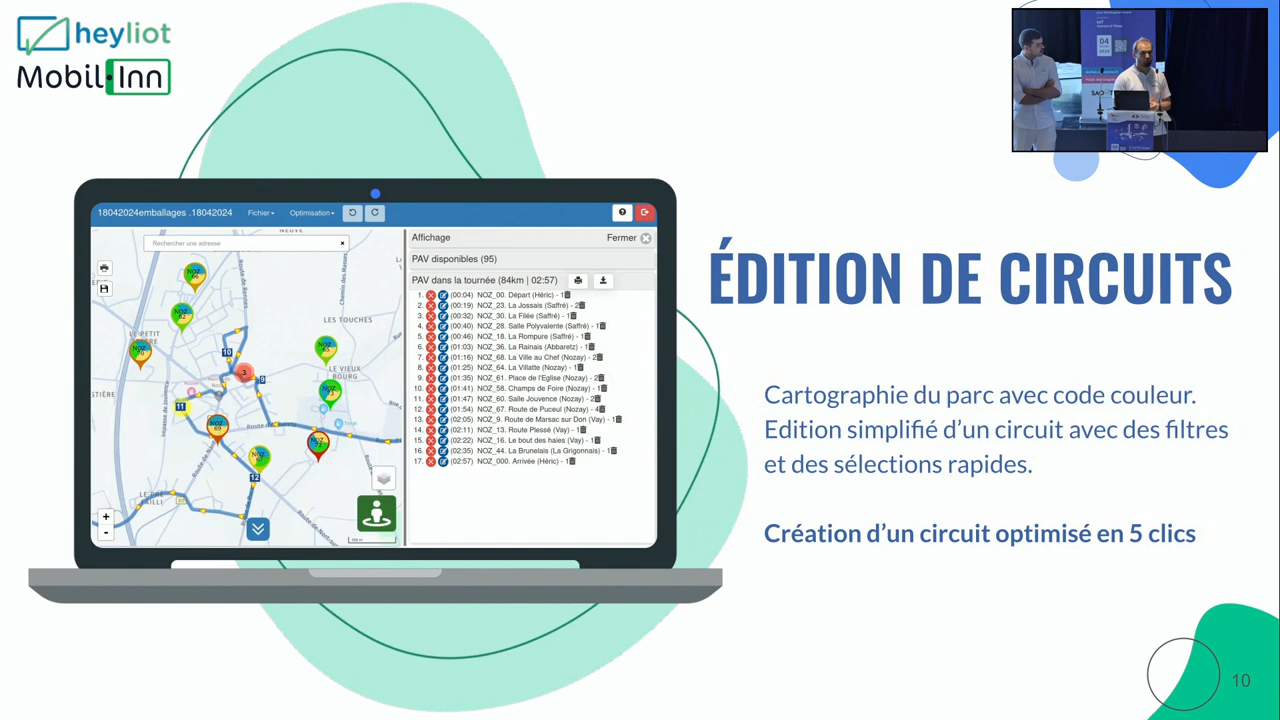 heyliot
Mobil·Inn
04
18042024emballages .18042024
Fichier
Optimisation
Rechercher une adresse
Affichage
Fermer
PAV disponibles (95)
PAV dans la tournée (84km | 02:57)
1. (00:04) NOZ_00. Départ (Héric) - 1
2. (00:19) NOZ_23. La Jossais (Saffré) - 2
3. (00:32) NOZ_30. La Filée (Saffré) - 1
4. (00:40) NOZ_28. Salle Polyvalente (Saffré) - 1
5. (00:46) NOZ_18. La Rompure (Saffré) - 1
6. (01:03) NOZ_36. La Rainais (Abbaretz) - 1
7. (01:16) NOZ_68. La Ville au Chef (Nozay) - 2
8. (01:25) NOZ_64. La Villatte (Nozay) - 1
9. (01:35) NOZ_61. Place de l'Eglise (Nozay) - 2
10. (01:41) NOZ_58. Champs de Foire (Nozay) - 1
11. (01:47) NOZ_60. Salle Jouvence (Nozay) - 2
12. (01:54) NOZ_67. Route de Puceul (Nozay) - 4
13. (02:05) NOZ_9. Route de Marsac sur Don (Vay) - 1
14. (02:11) NOZ_13. Route Plessé (Vay) - 1
15. (02:22) NOZ_16. Le bout des haies (Vay) - 1
16. (02:35) NOZ_44. La Brunelais (La Grigonnais) - 1
17. (02:57) NOZ_000. Arrivée (Héric) - 1
LES TOUCHES
LE VIEUX
BOURG
LE PETIT
10
3
9
11
12
+
-
ÉDITION DE CIRCUITS
Cartographie du parc avec code couleur.
Edition simplifié d’un circuit avec des filtres
et des sélections rapides.
Création d’un circuit optimisé en 5 clics
10